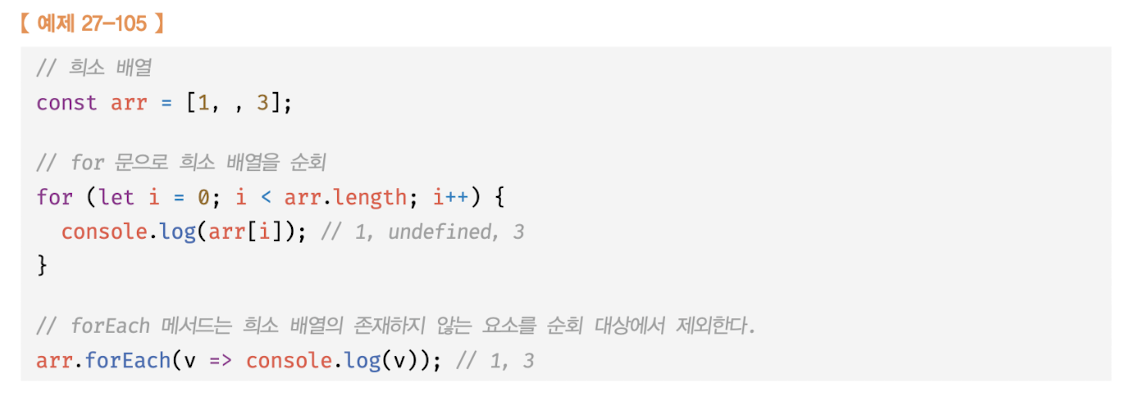 【 예제 27-105 】
// 희소 배열
const arr = [1, , 3];
// for 문으로 희소 배열을 순회
for (let i = 0; i < arr.length; i++) {
  console.log(arr[i]); // 1, undefined, 3
}
// forEach 메서드는 희소 배열의 존재하지 않는 요소를 순회 대상에서 제외한다.
arr.forEach(v => console.log(v)); // 1, 3